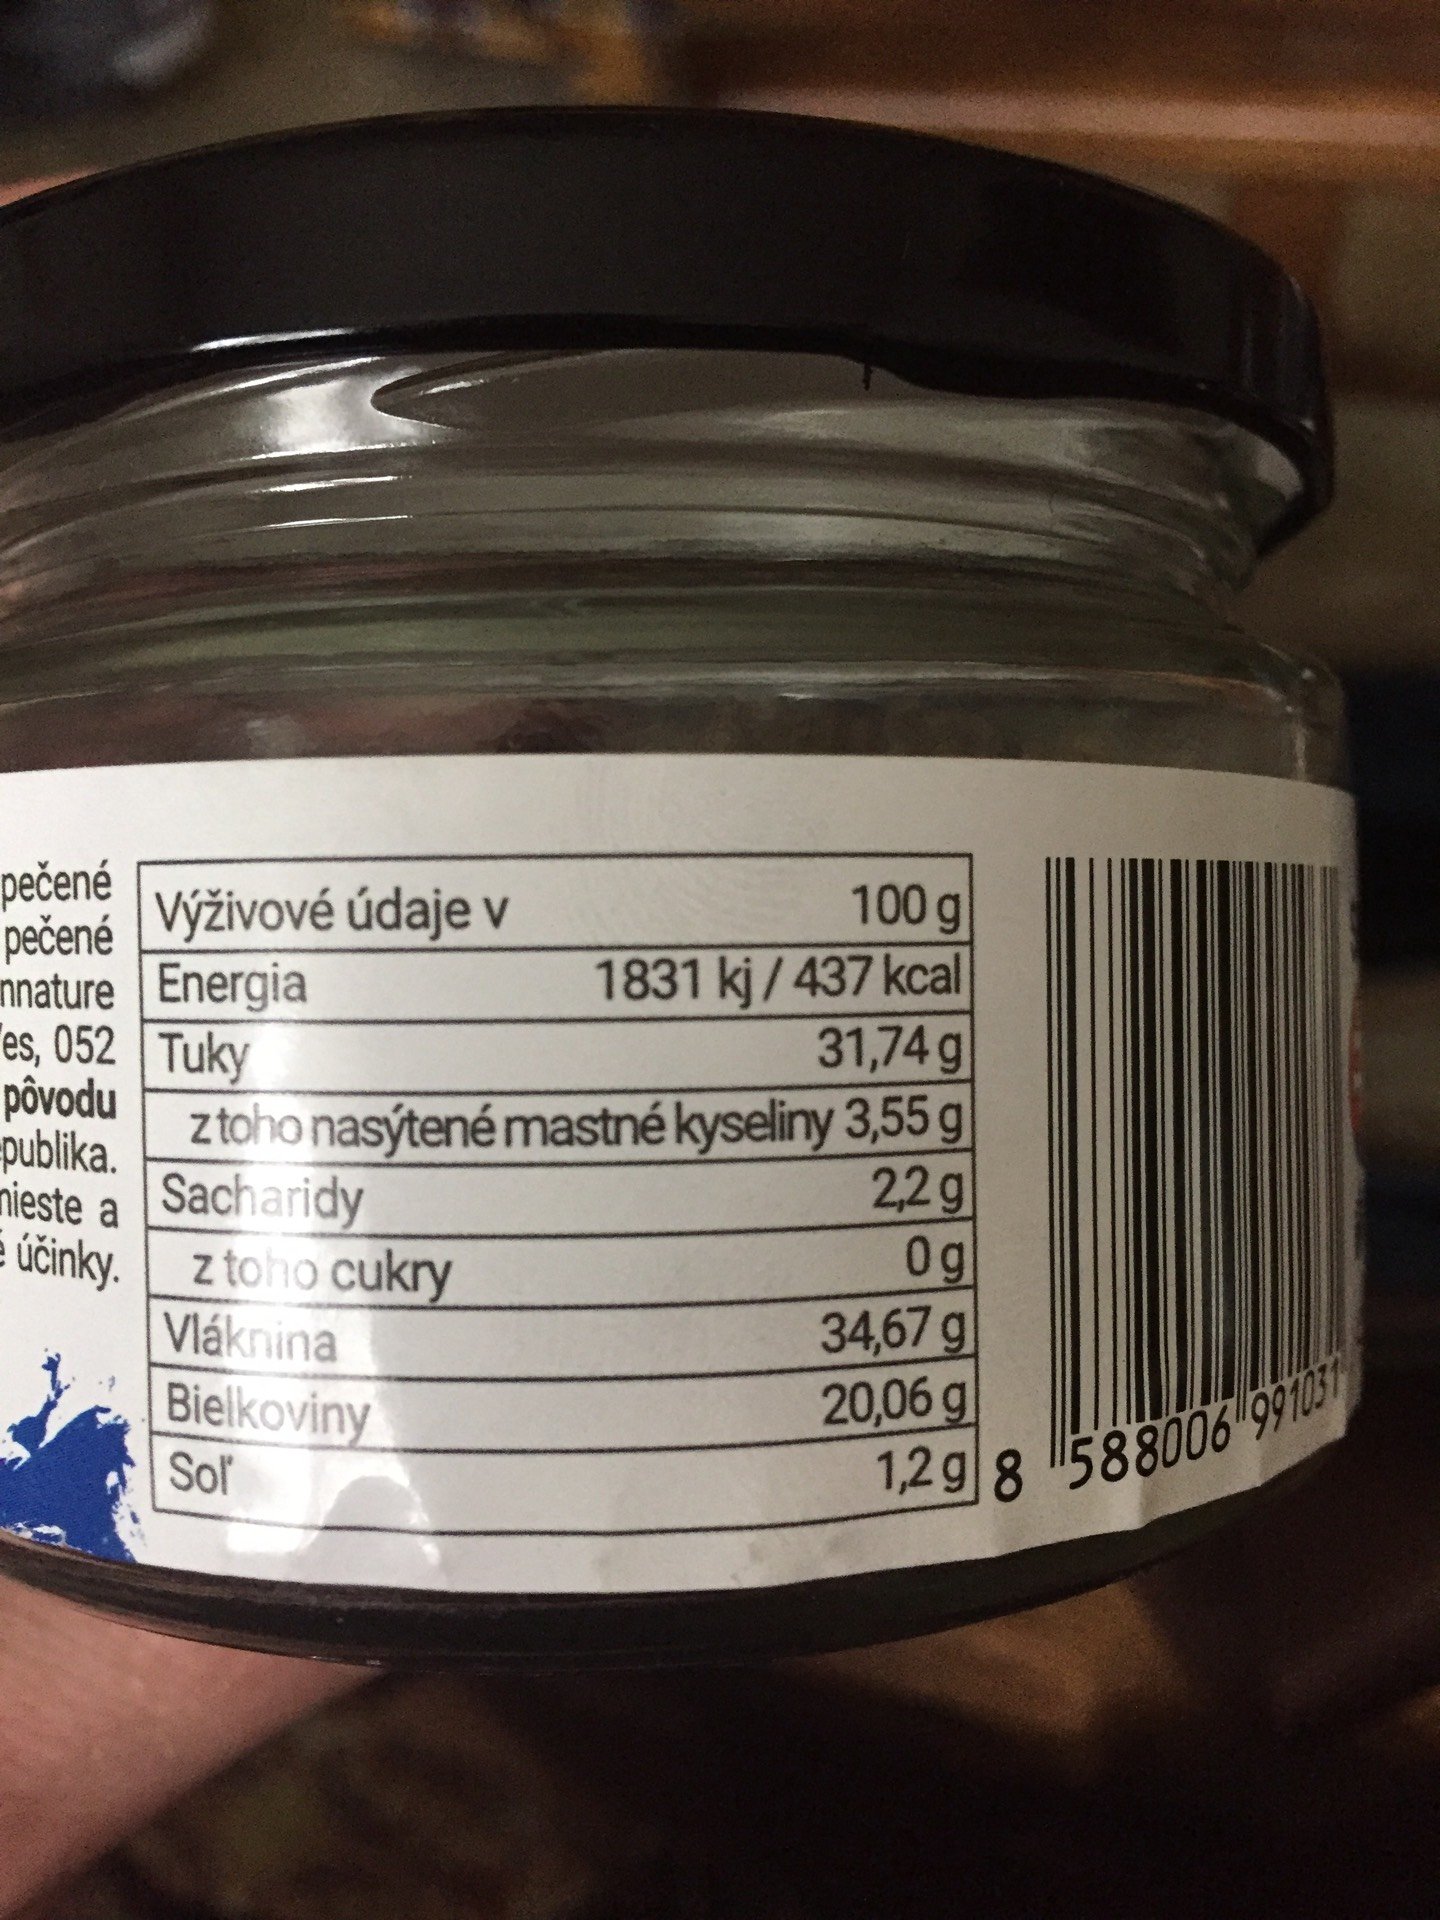 pečené
pečené
nnature
es, 052
pôvodu
publika.
mieste a
účinky.
Výživové údaje v 100 g
Energia 1831 kj / 437 kcal
Tuky 31,74 g
z toho nasýtené mastné kyseliny 3,55 g
Sacharidy 2,2 g
z toho cukry 0 g
Vláknina 34,67 g
Bielkoviny 20,06 g
Soľ 1,2 g
8 588006 991031